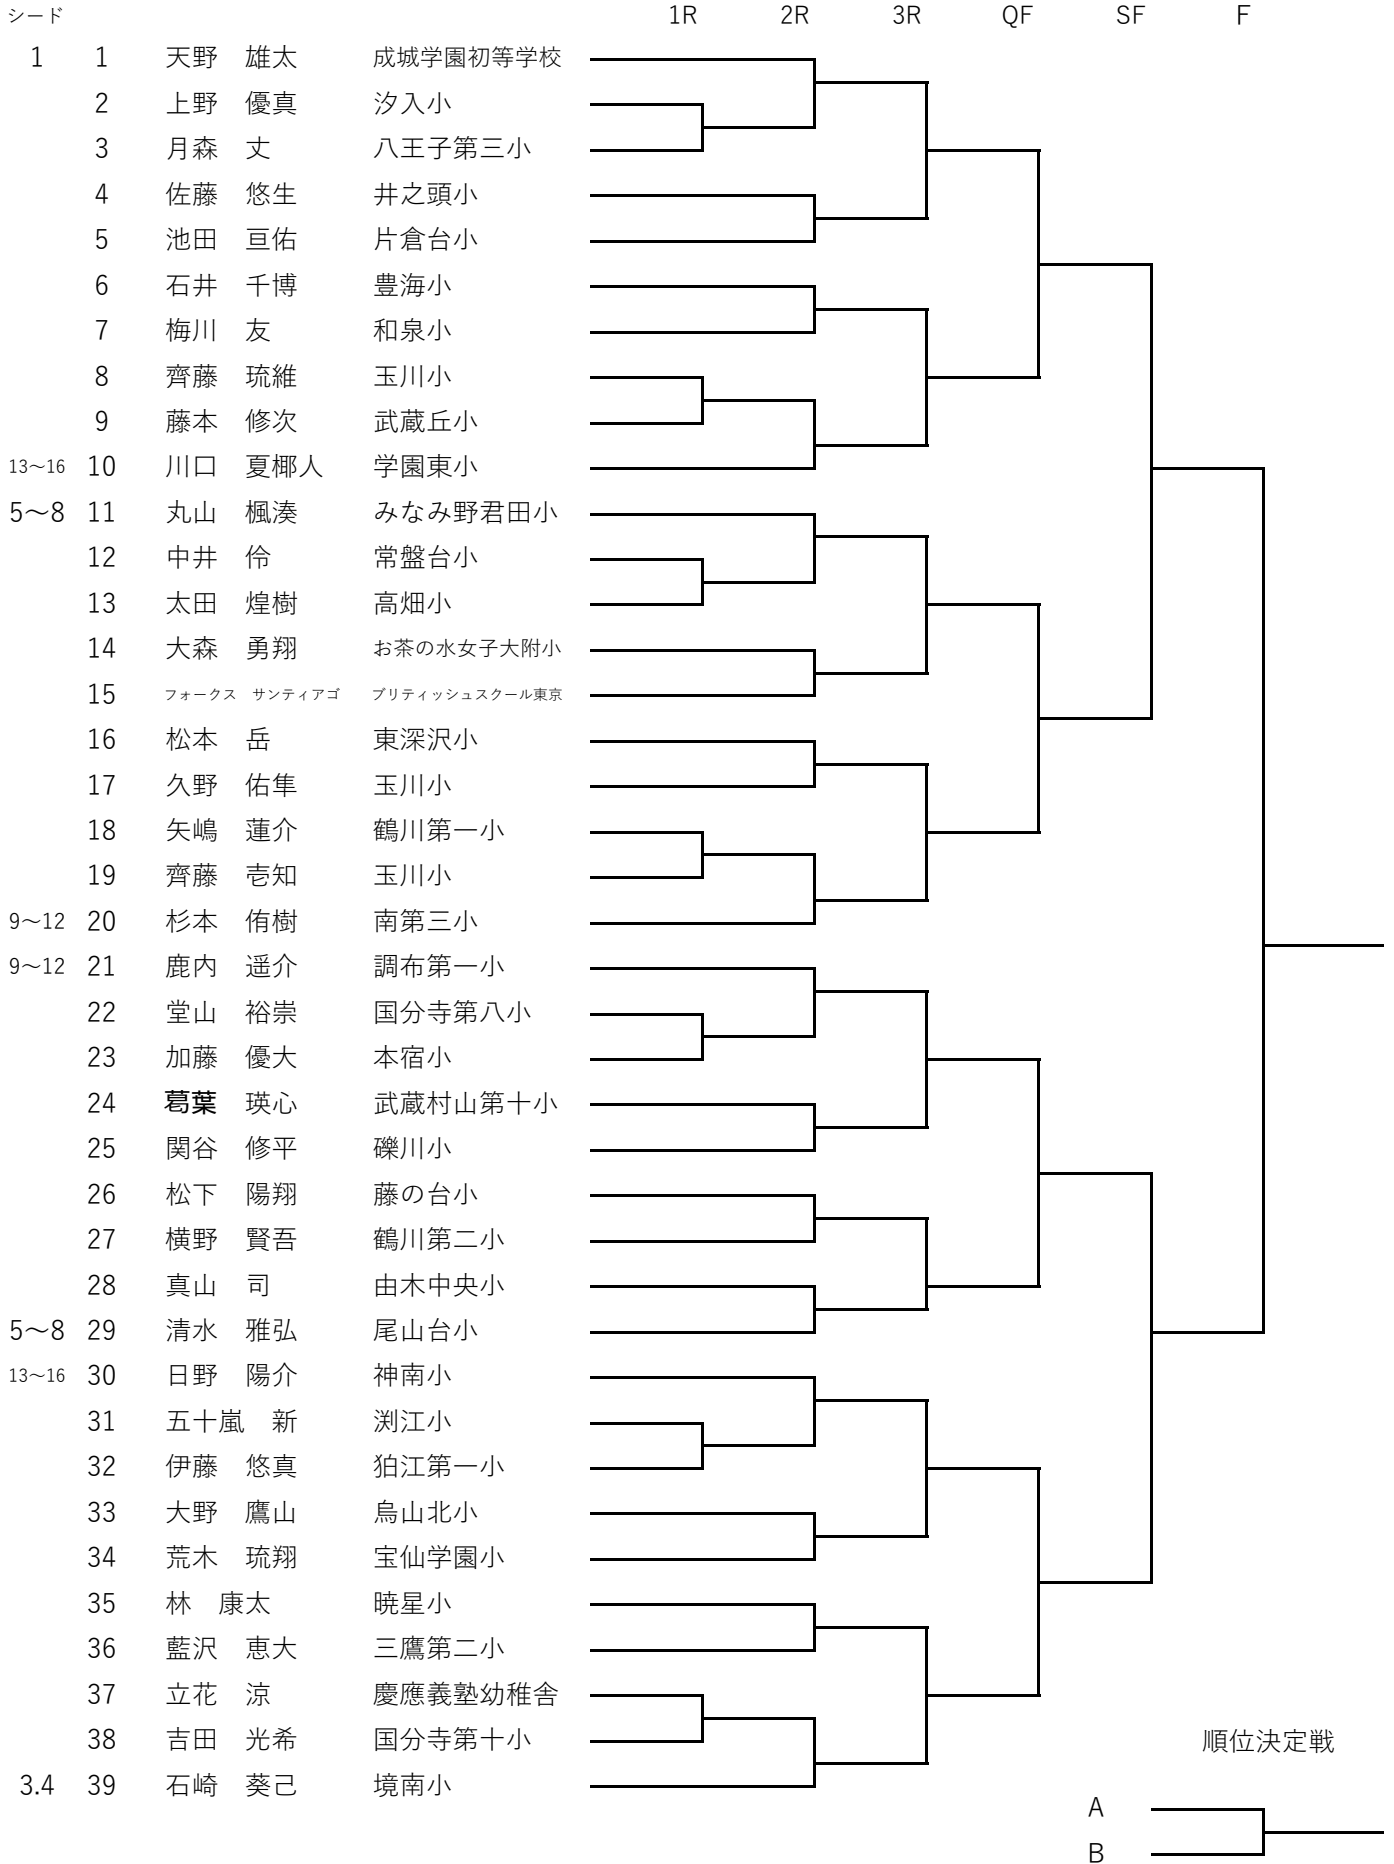 シード 1R 2R 3R QF SF F
1 1 天野 雄太 成城学園初等学校
2 上野 優真 汐入小
3 月森 丈 八王子第三小
4 佐藤 悠生 井之頭小
5 池田 亘佑 片倉台小
6 石井 千博 豊海小
7 梅川 友 和泉小
8 齊藤 琉維 玉川小
9 藤本 修次 武蔵丘小
13～16 10 川口 夏椰人 学園東小
5～8 11 丸山 楓湊 みなみ野君田小
12 中井 伶 常盤台小
13 太田 煌樹 高畑小
14 大森 勇翔 お茶の水女子大附小
15 フォークス サンティアゴ ブリティッシュスクール東京
16 松本 岳 東深沢小
17 久野 佑隼 玉川小
18 矢嶋 蓮介 鶴川第一小
19 齊藤 壱知 玉川小
9～12 20 杉本 侑樹 南第三小
9～12 21 鹿内 遥介 調布第一小
22 堂山 裕崇 国分寺第八小
23 加藤 優大 本宿小
24 葛葉 瑛心 武蔵村山第十小
25 関谷 修平 礫川小
26 松下 陽翔 藤の台小
27 横野 賢吾 鶴川第二小
28 真山 司 由木中央小
5～8 29 清水 雅弘 尾山台小
13～16 30 日野 陽介 神南小
31 五十嵐 新 渕江小
32 伊藤 悠真 狛江第一小
33 大野 鷹山 烏山北小
34 荒木 琉翔 宝仙学園小
35 林 康太 暁星小
36 藍沢 恵大 三鷹第二小
37 立花 涼 慶應義塾幼稚舎
38 吉田 光希 国分寺第十小
順位決定戦
3.4 39 石崎 葵己 境南小
A
B